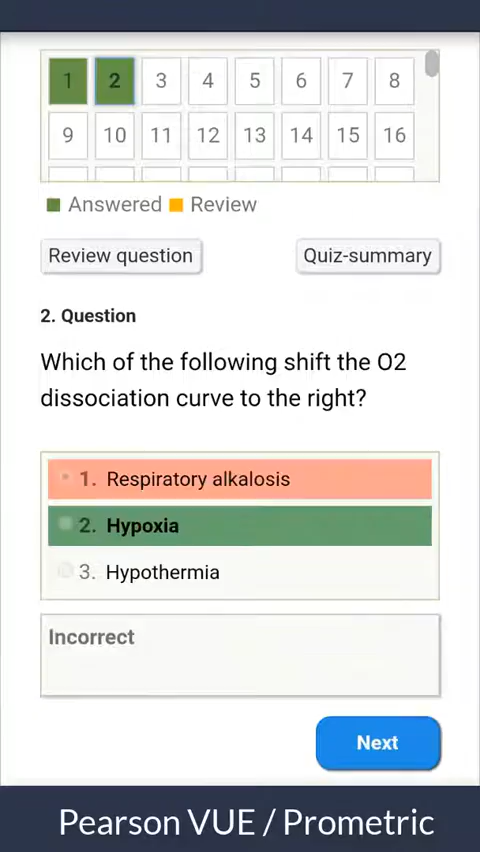 1 2 3 4 5 6 7 8
9 10 11 12 13 14 15 16
Answered Review
Review question Quiz-summary
2. Question
Which of the following shift the O2
dissociation curve to the right?
1. Respiratory alkalosis
2. Hypoxia
3. Hypothermia
Incorrect
Next
Pearson VUE / Prometric